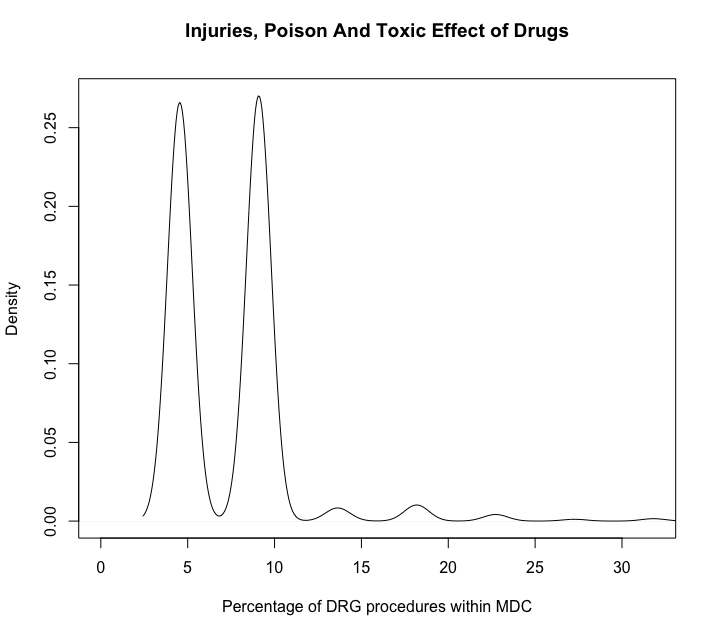 Injuries, Poison And Toxic Effect of Drugs
Density
0.25
0.20
0.15
0.10
0.05
0.00
0 5 10 15 20 25 30
Percentage of DRG procedures within MDC